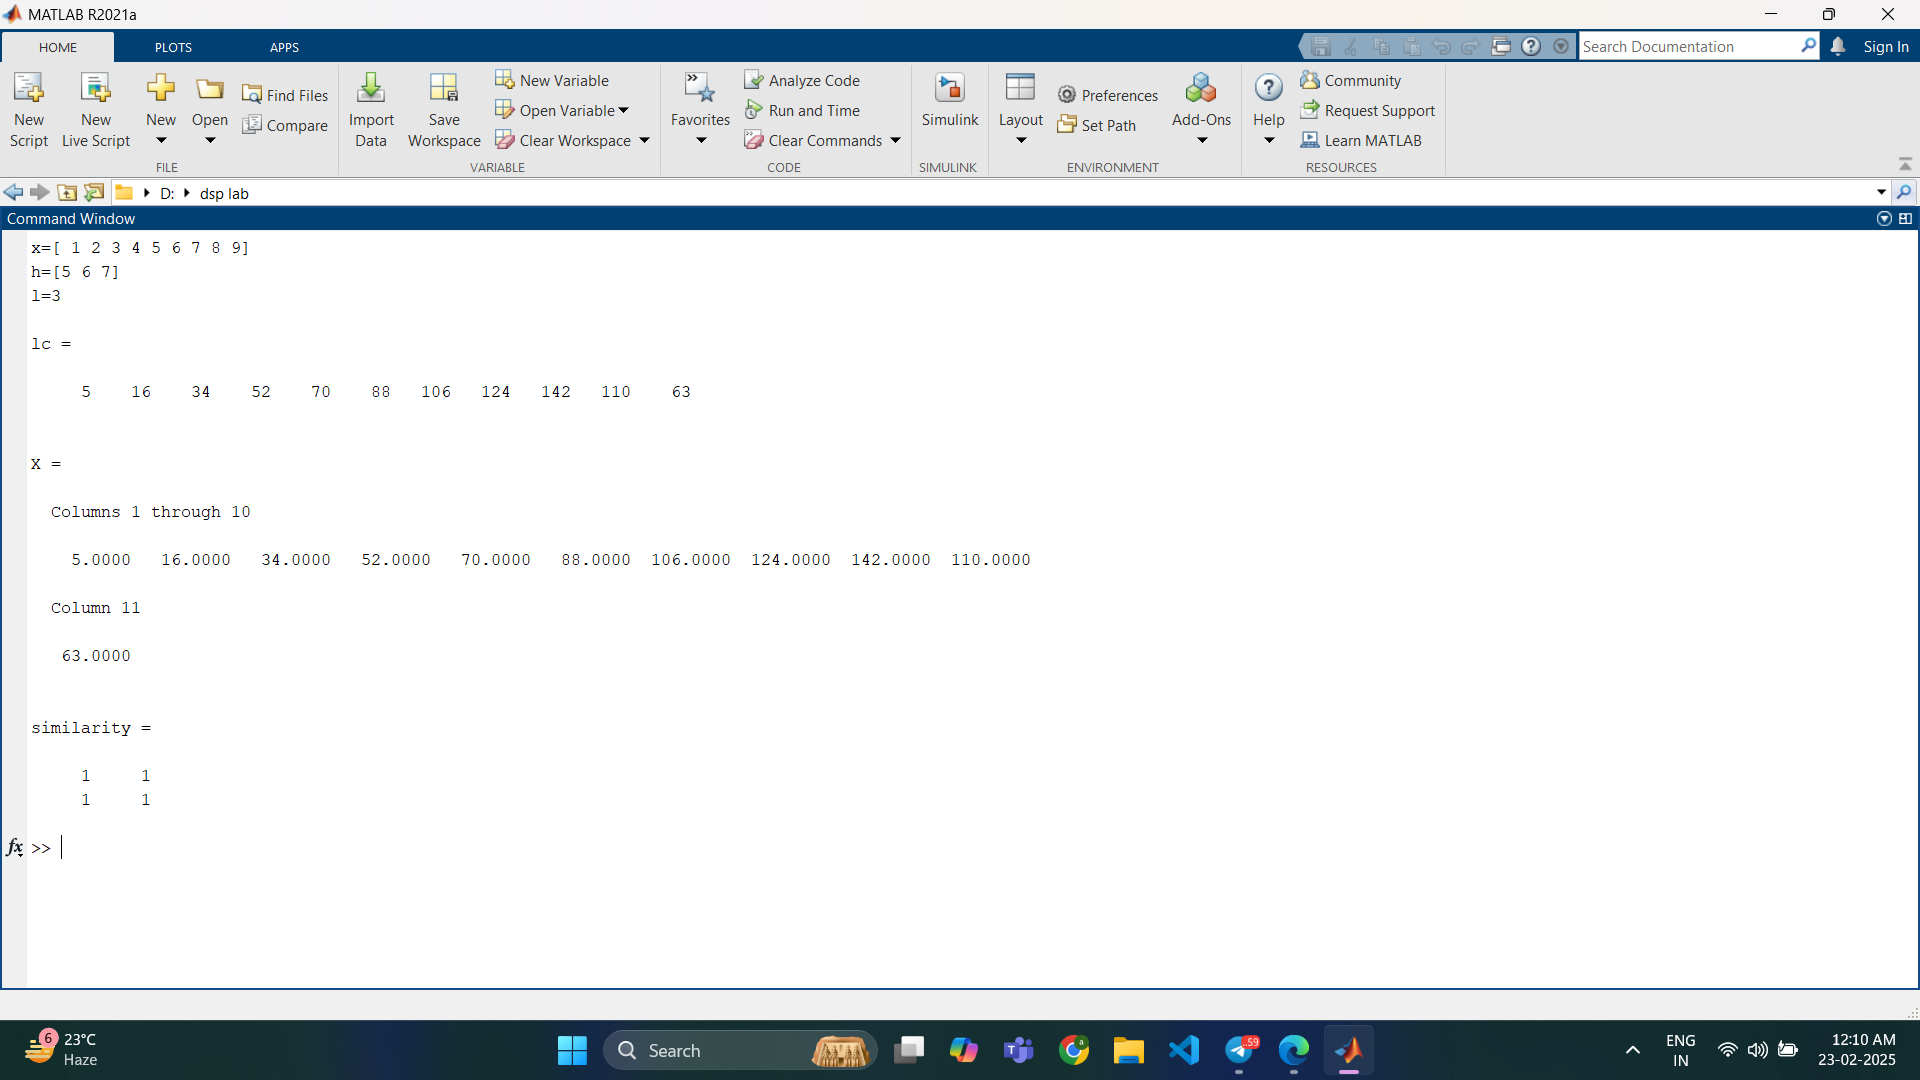 MATLAB R2021a
HOME PLOTS APPS
Search Documentation
Sign In
New Script
New Live Script
New
Open
Find Files
Compare
Import Data
Save Workspace
New Variable
Open Variable
Clear Workspace
Favorites
Analyze Code
Run and Time
Clear Commands
Simulink
Layout
Preferences
Set Path
Add-Ons
Help
Community
Request Support
Learn MATLAB
FILE VARIABLE CODE SIMULINK ENVIRONMENT RESOURCES
D: dsp lab
Command Window
x=[ 1 2 3 4 5 6 7 8 9]
h=[5 6 7]
l=3
lc =
5 16 34 52 70 88 106 124 142 110 63
X =
Columns 1 through 10
5.0000 16.0000 34.0000 52.0000 70.0000 88.0000 106.0000 124.0000 142.0000 110.0000
Column 11
63.0000
similarity =
1 1
1 1
fx >>
6
23°C
Haze
Search
59
ENG
IN
12:10 AM
23-02-2025